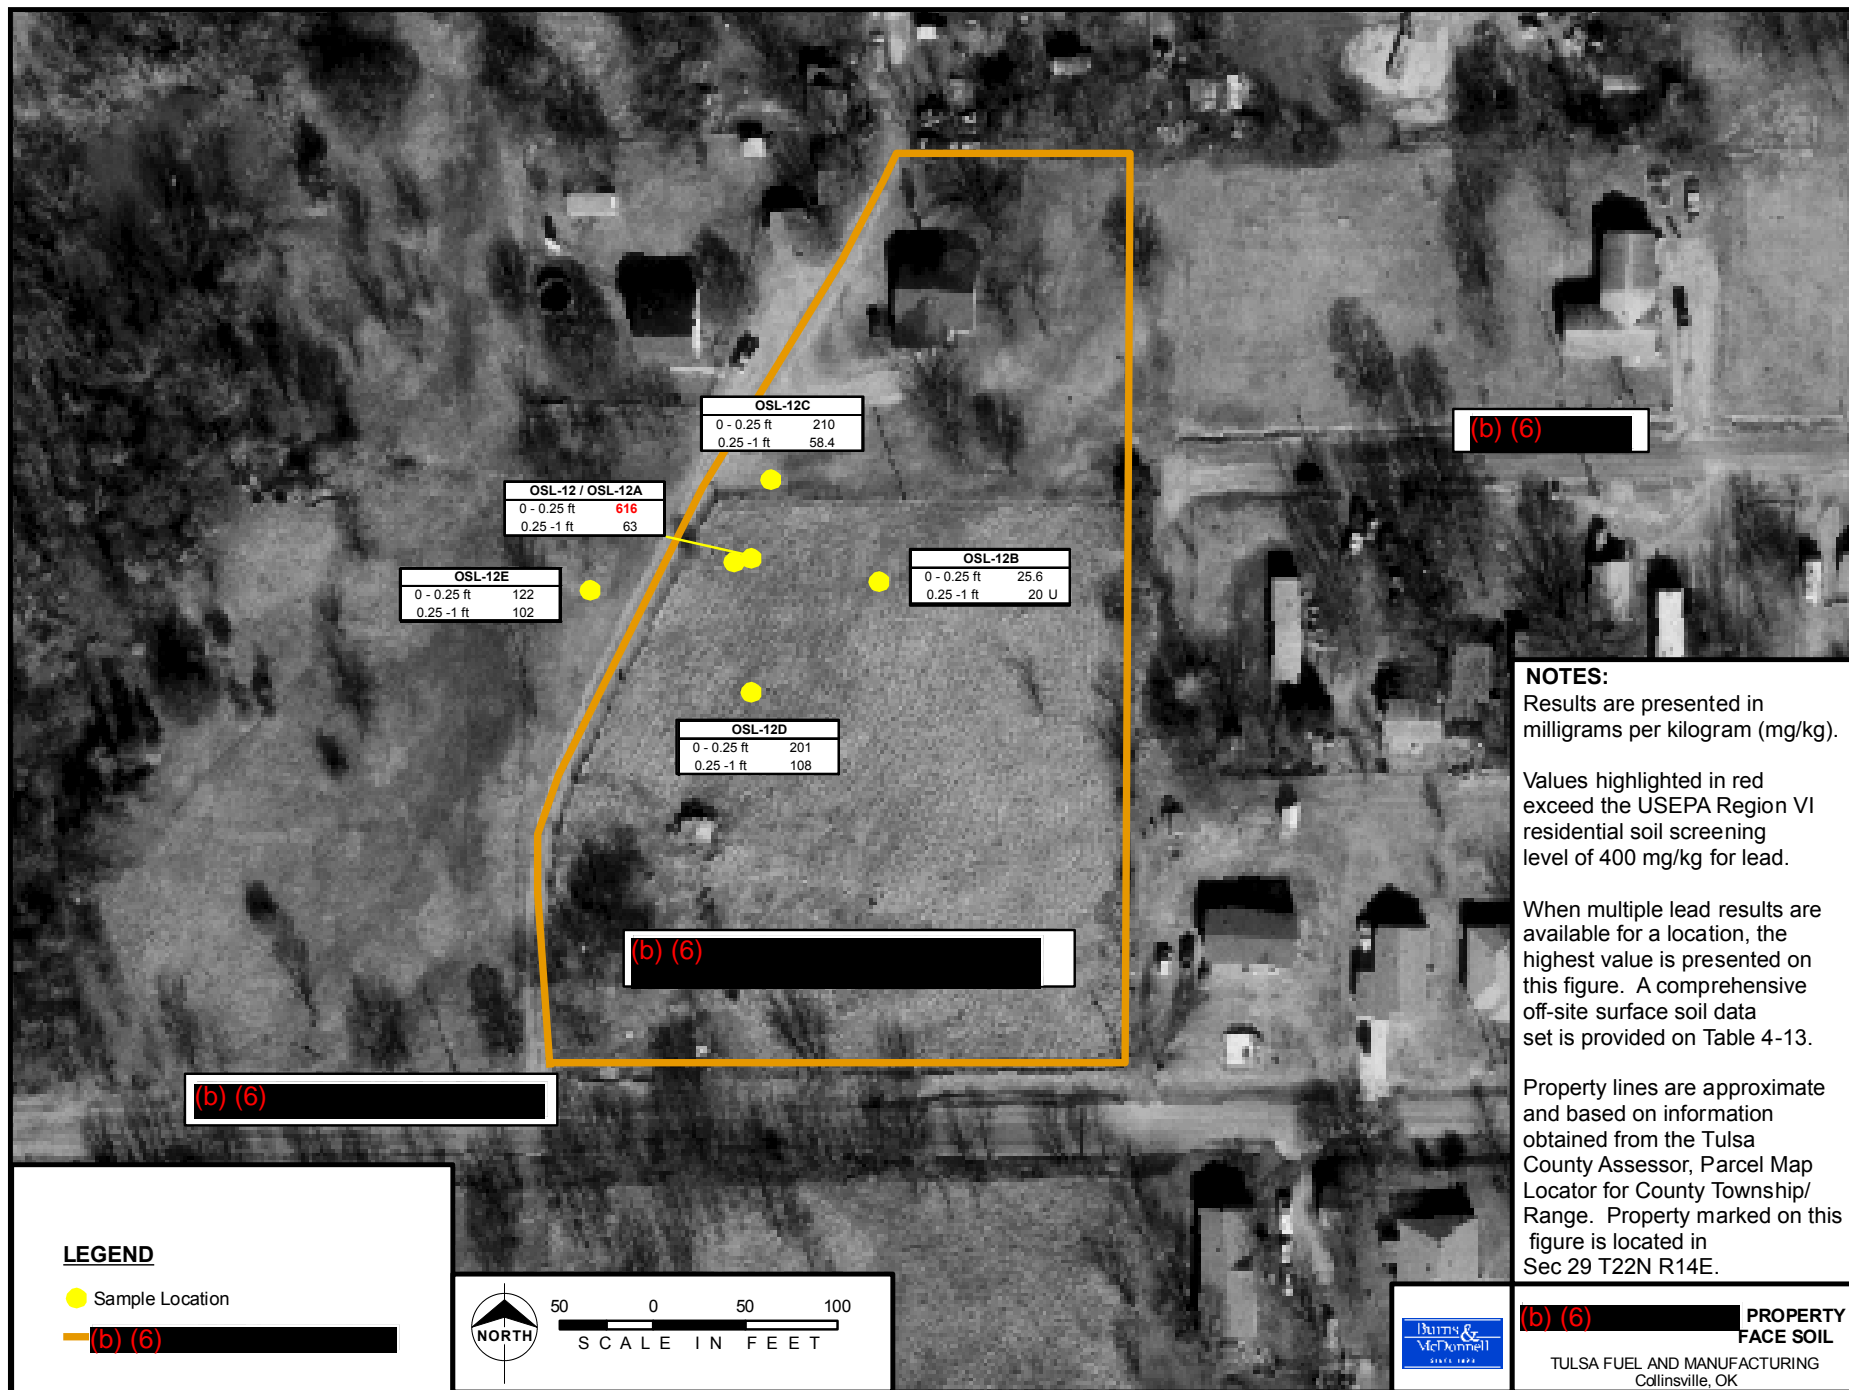 OSL-12C
0 - 0.25 ft 210
0.25 -1 ft 58.4
(b) (6)
OSL-12 / OSL-12A
0 - 0.25 ft 616
0.25 -1 ft 63
OSL-12B
0 - 0.25 ft 25.6
0.25 -1 ft 20 U
OSL-12E
0 - 0.25 ft 122
0.25 -1 ft 102
OSL-12D
0 - 0.25 ft 201
0.25 -1 ft 108
(b) (6)
(b) (6)
NOTES:
Results are presented in
milligrams per kilogram (mg/kg).
Values highlighted in red
exceed the USEPA Region VI
residential soil screening
level of 400 mg/kg for lead.
When multiple lead results are
available for a location, the
highest value is presented on
this figure. A comprehensive
off-site surface soil data
set is provided on Table 4-13.
Property lines are approximate
and based on information
obtained from the Tulsa
County Assessor, Parcel Map
Locator for County Township/
Range. Property marked on this
figure is located in
Sec 29 T22N R14E.
LEGEND
Sample Location
(b) (6)
NORTH
50 0 50 100
SCALE IN FEET
Burns &
McDonnell
SINCE 1898
(b) (6) PROPERTY
FACE SOIL
TULSA FUEL AND MANUFACTURING
Collinsville, OK